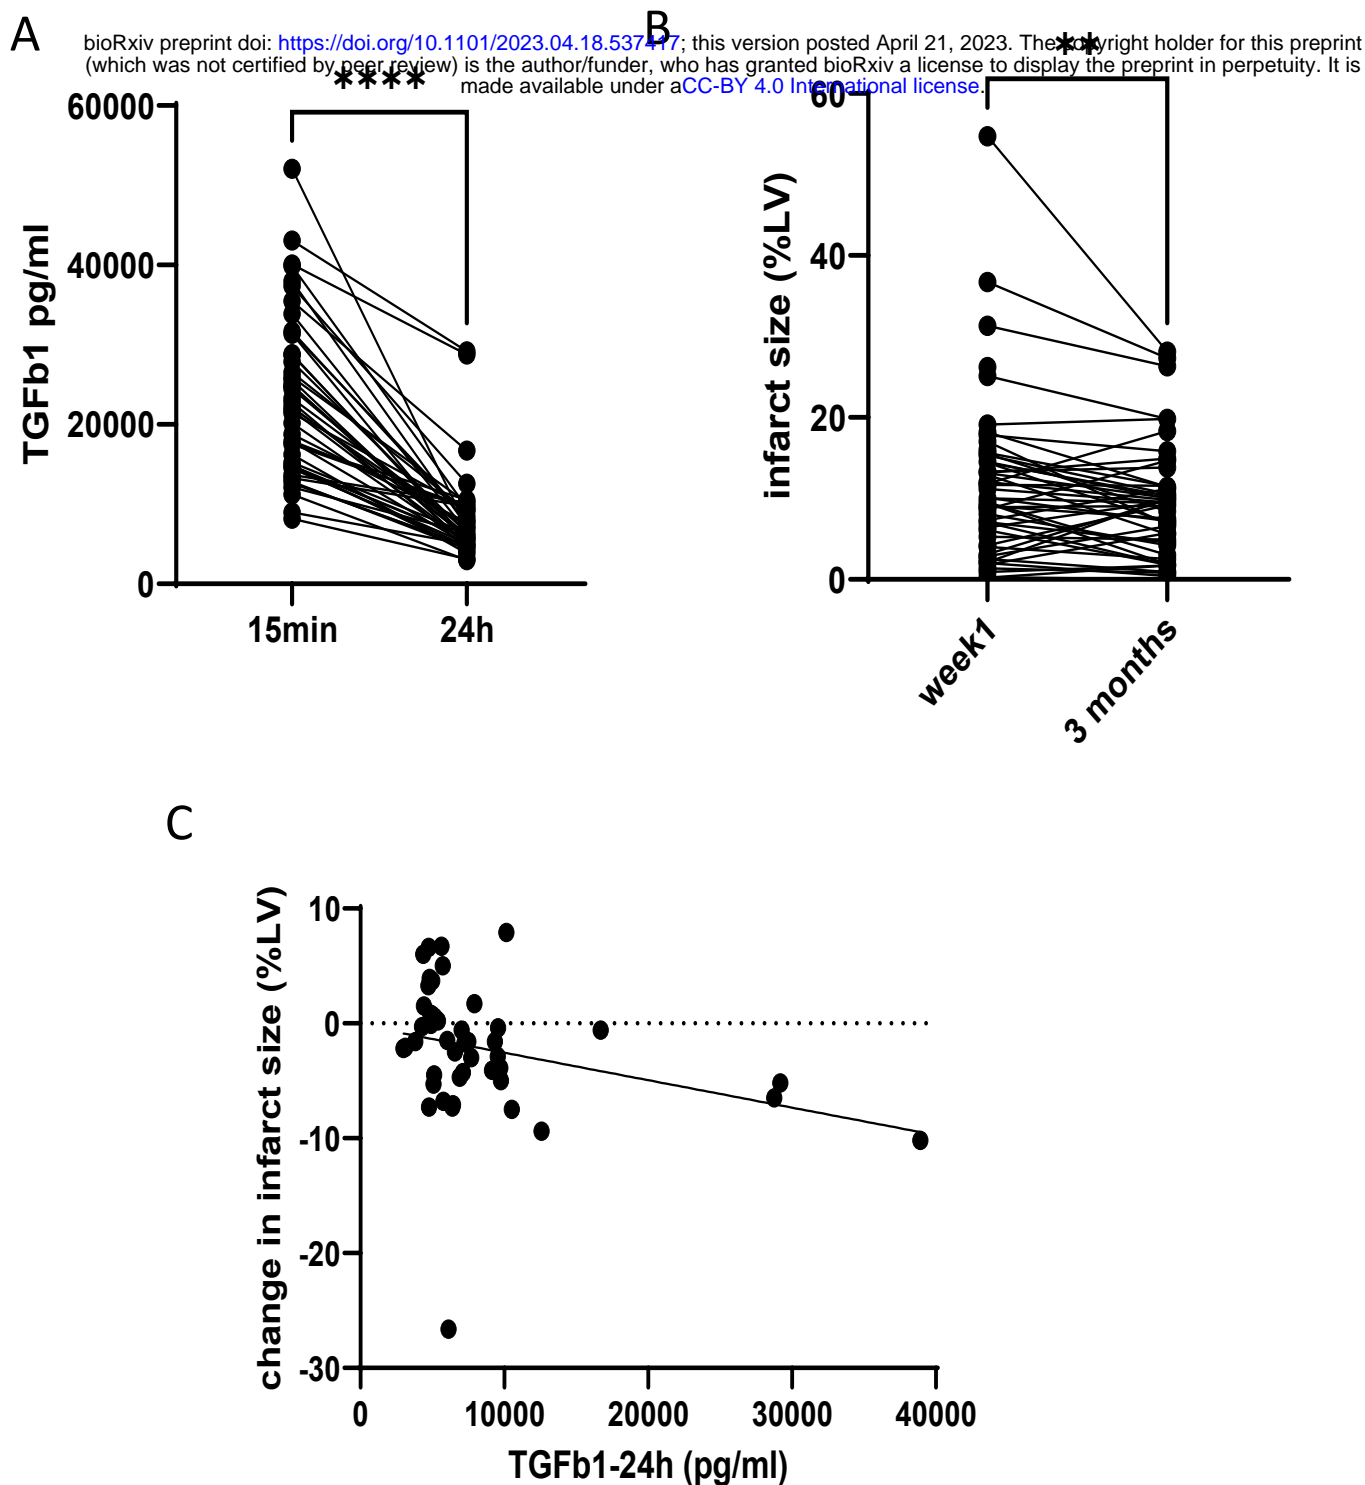 A
B
bioRxiv preprint doi: https://doi.org/10.1101/2023.04.18.537417; this version posted April 21, 2023. The copyright holder for this preprint
(which was not certified by peer review) is the author/funder, who has granted bioRxiv a license to display the preprint in perpetuity. It is
made available under aCC-BY 4.0 International license.
****
**
60000
40000
20000
0
TGFb1 pg/ml
15min
24h
60
40
20
0
infarct size (%LV)
week1
3 months
C
10
0
-10
-20
-30
change in infarct size (%LV)
0
10000
20000
30000
40000
TGFb1-24h (pg/ml)